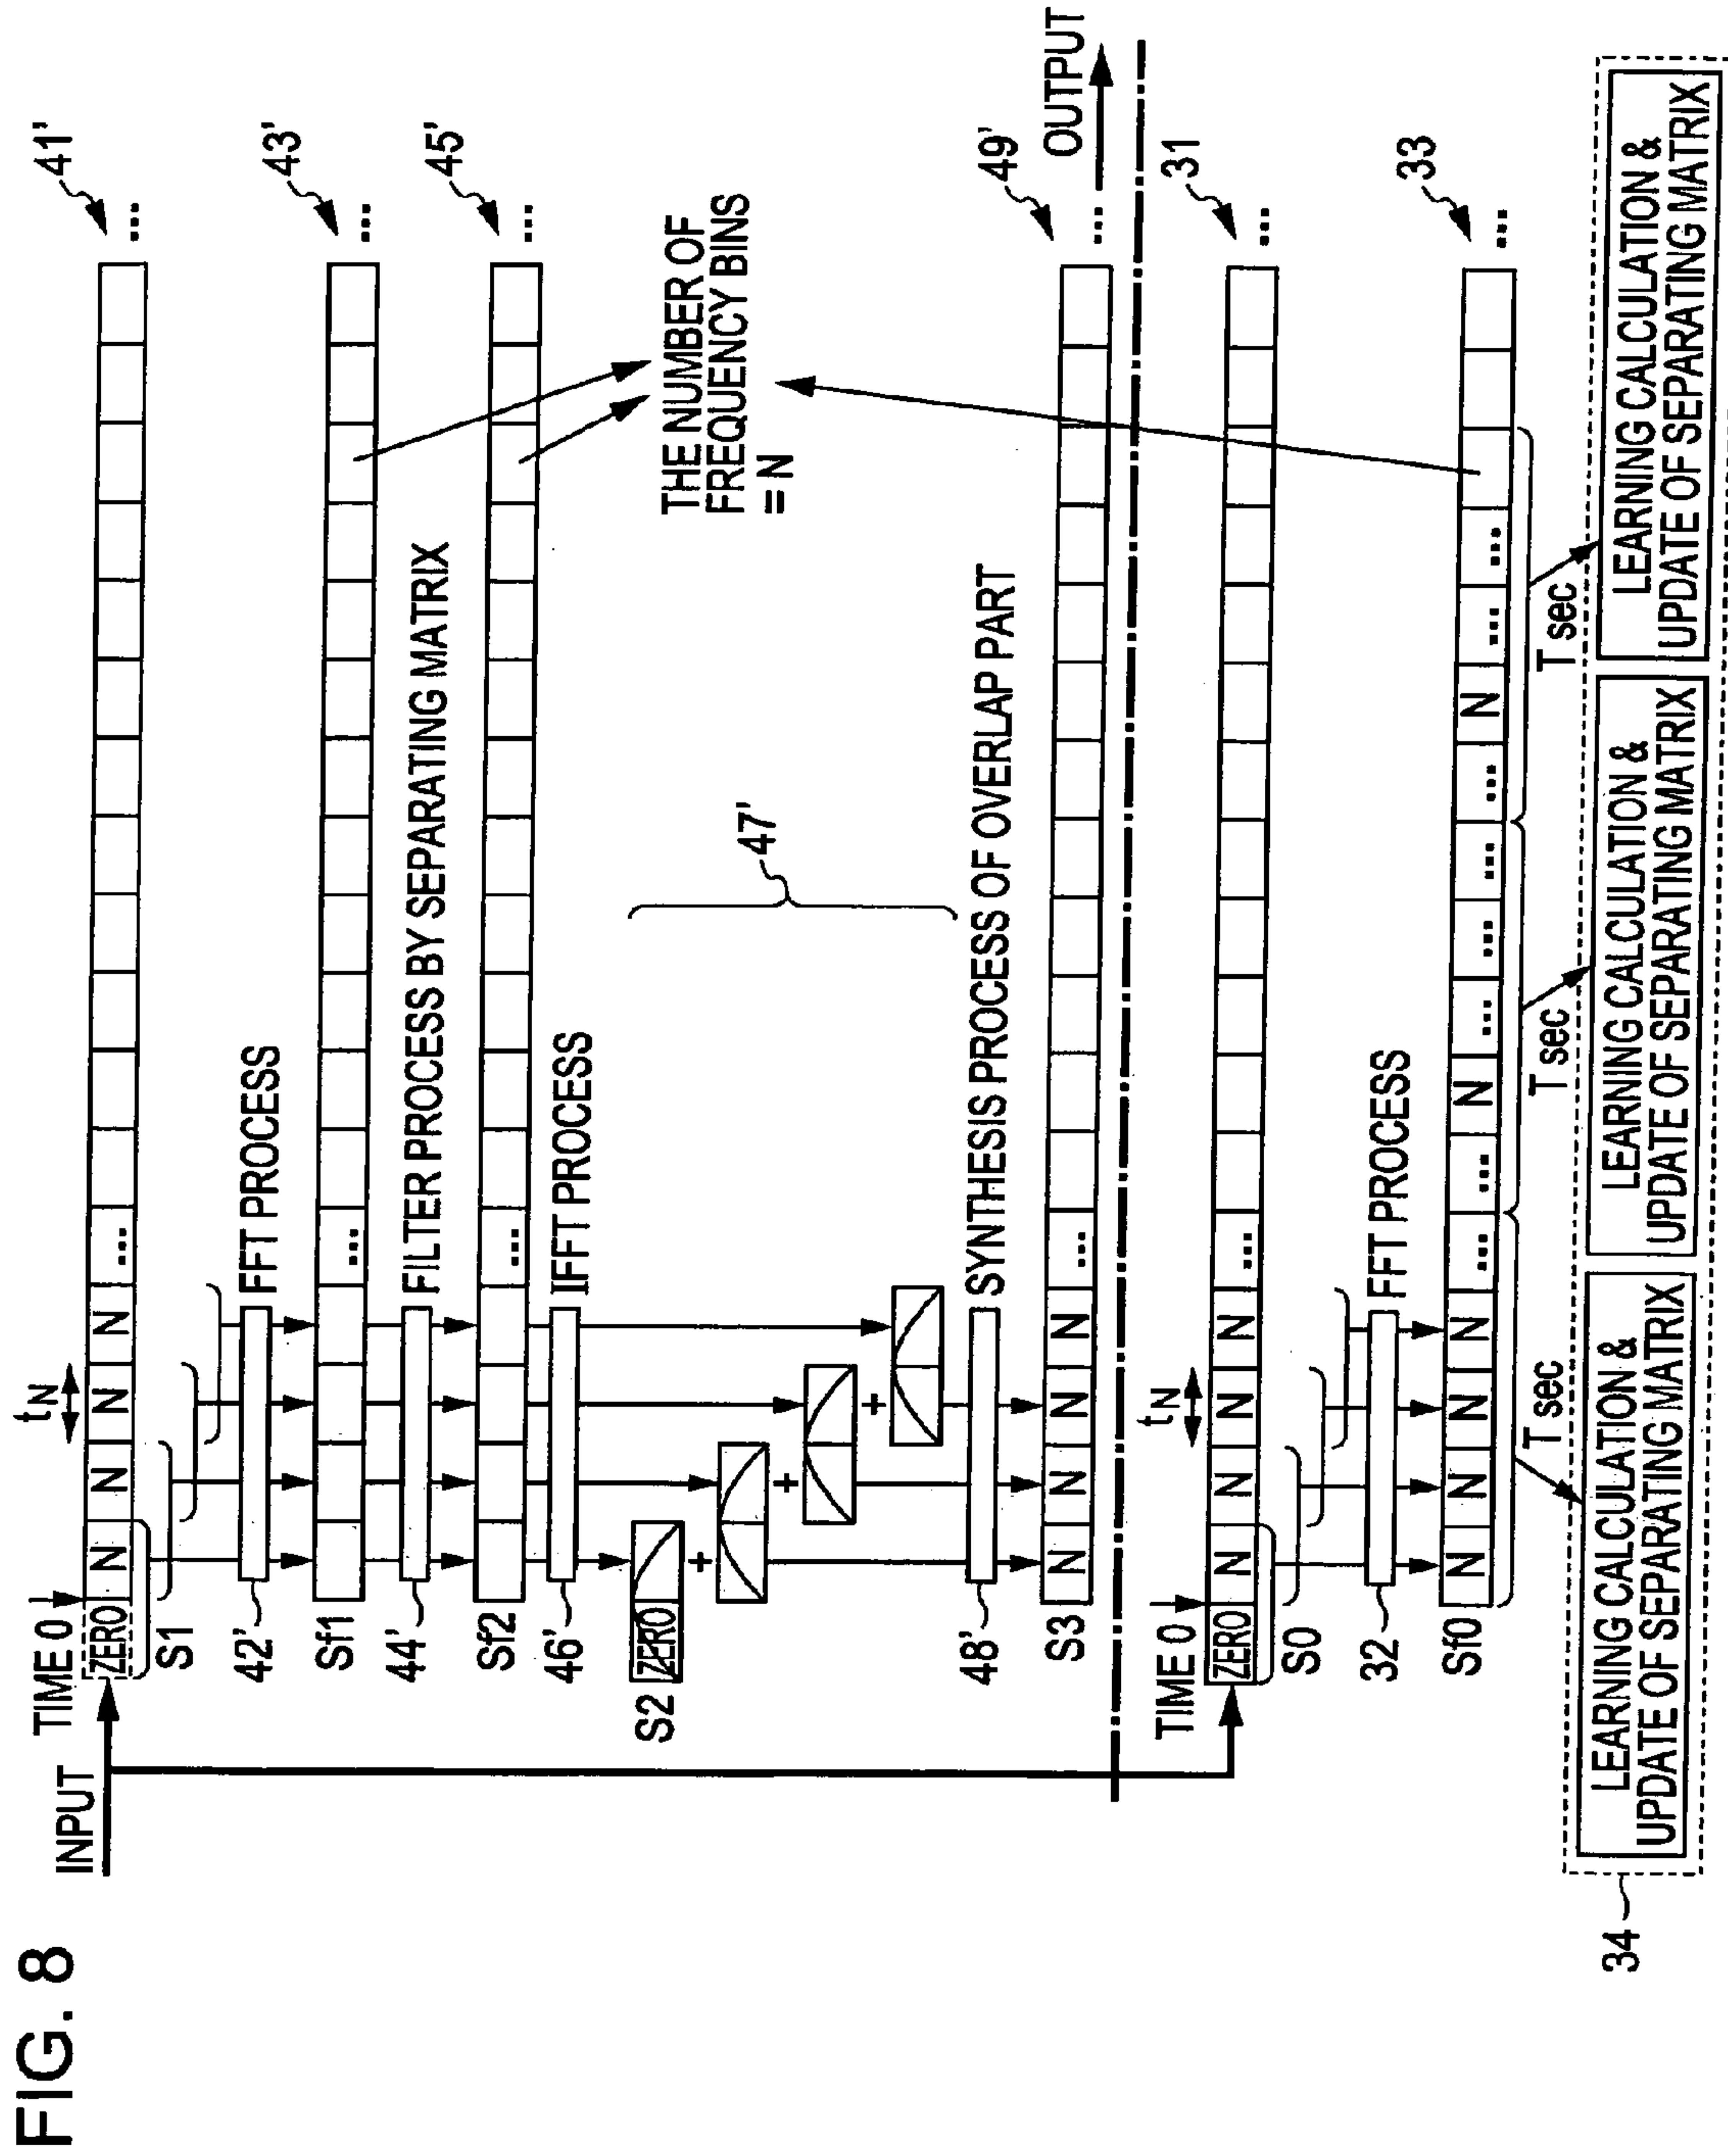 FIG. 8
INPUT
TIME 0
tN
ZERO N N N N ...
...
41'
S1
42'
FFT PROCESS
Sf1
...
...
43'
44'
FILTER PROCESS BY SEPARATING MATRIX
Sf2
...
...
45'
46'
IFFT PROCESS
THE NUMBER OF
FREQUENCY BINS
= N
S2
ZERO
+
+
+
47'
48'
SYNTHESIS PROCESS OF OVERLAP PART
S3
N N N N ...
...
49'
OUTPUT
TIME 0
tN
ZERO N N N N ...
...
31
S0
32
FFT PROCESS
Sf0
N N N N ... ... N ... ... ... ... N ... ...
...
33
T sec
T sec
T sec
34
LEARNING CALCULATION &
UPDATE OF SEPARATING MATRIX
LEARNING CALCULATION &
UPDATE OF SEPARATING MATRIX
LEARNING CALCULATION &
UPDATE OF SEPARATING MATRIX